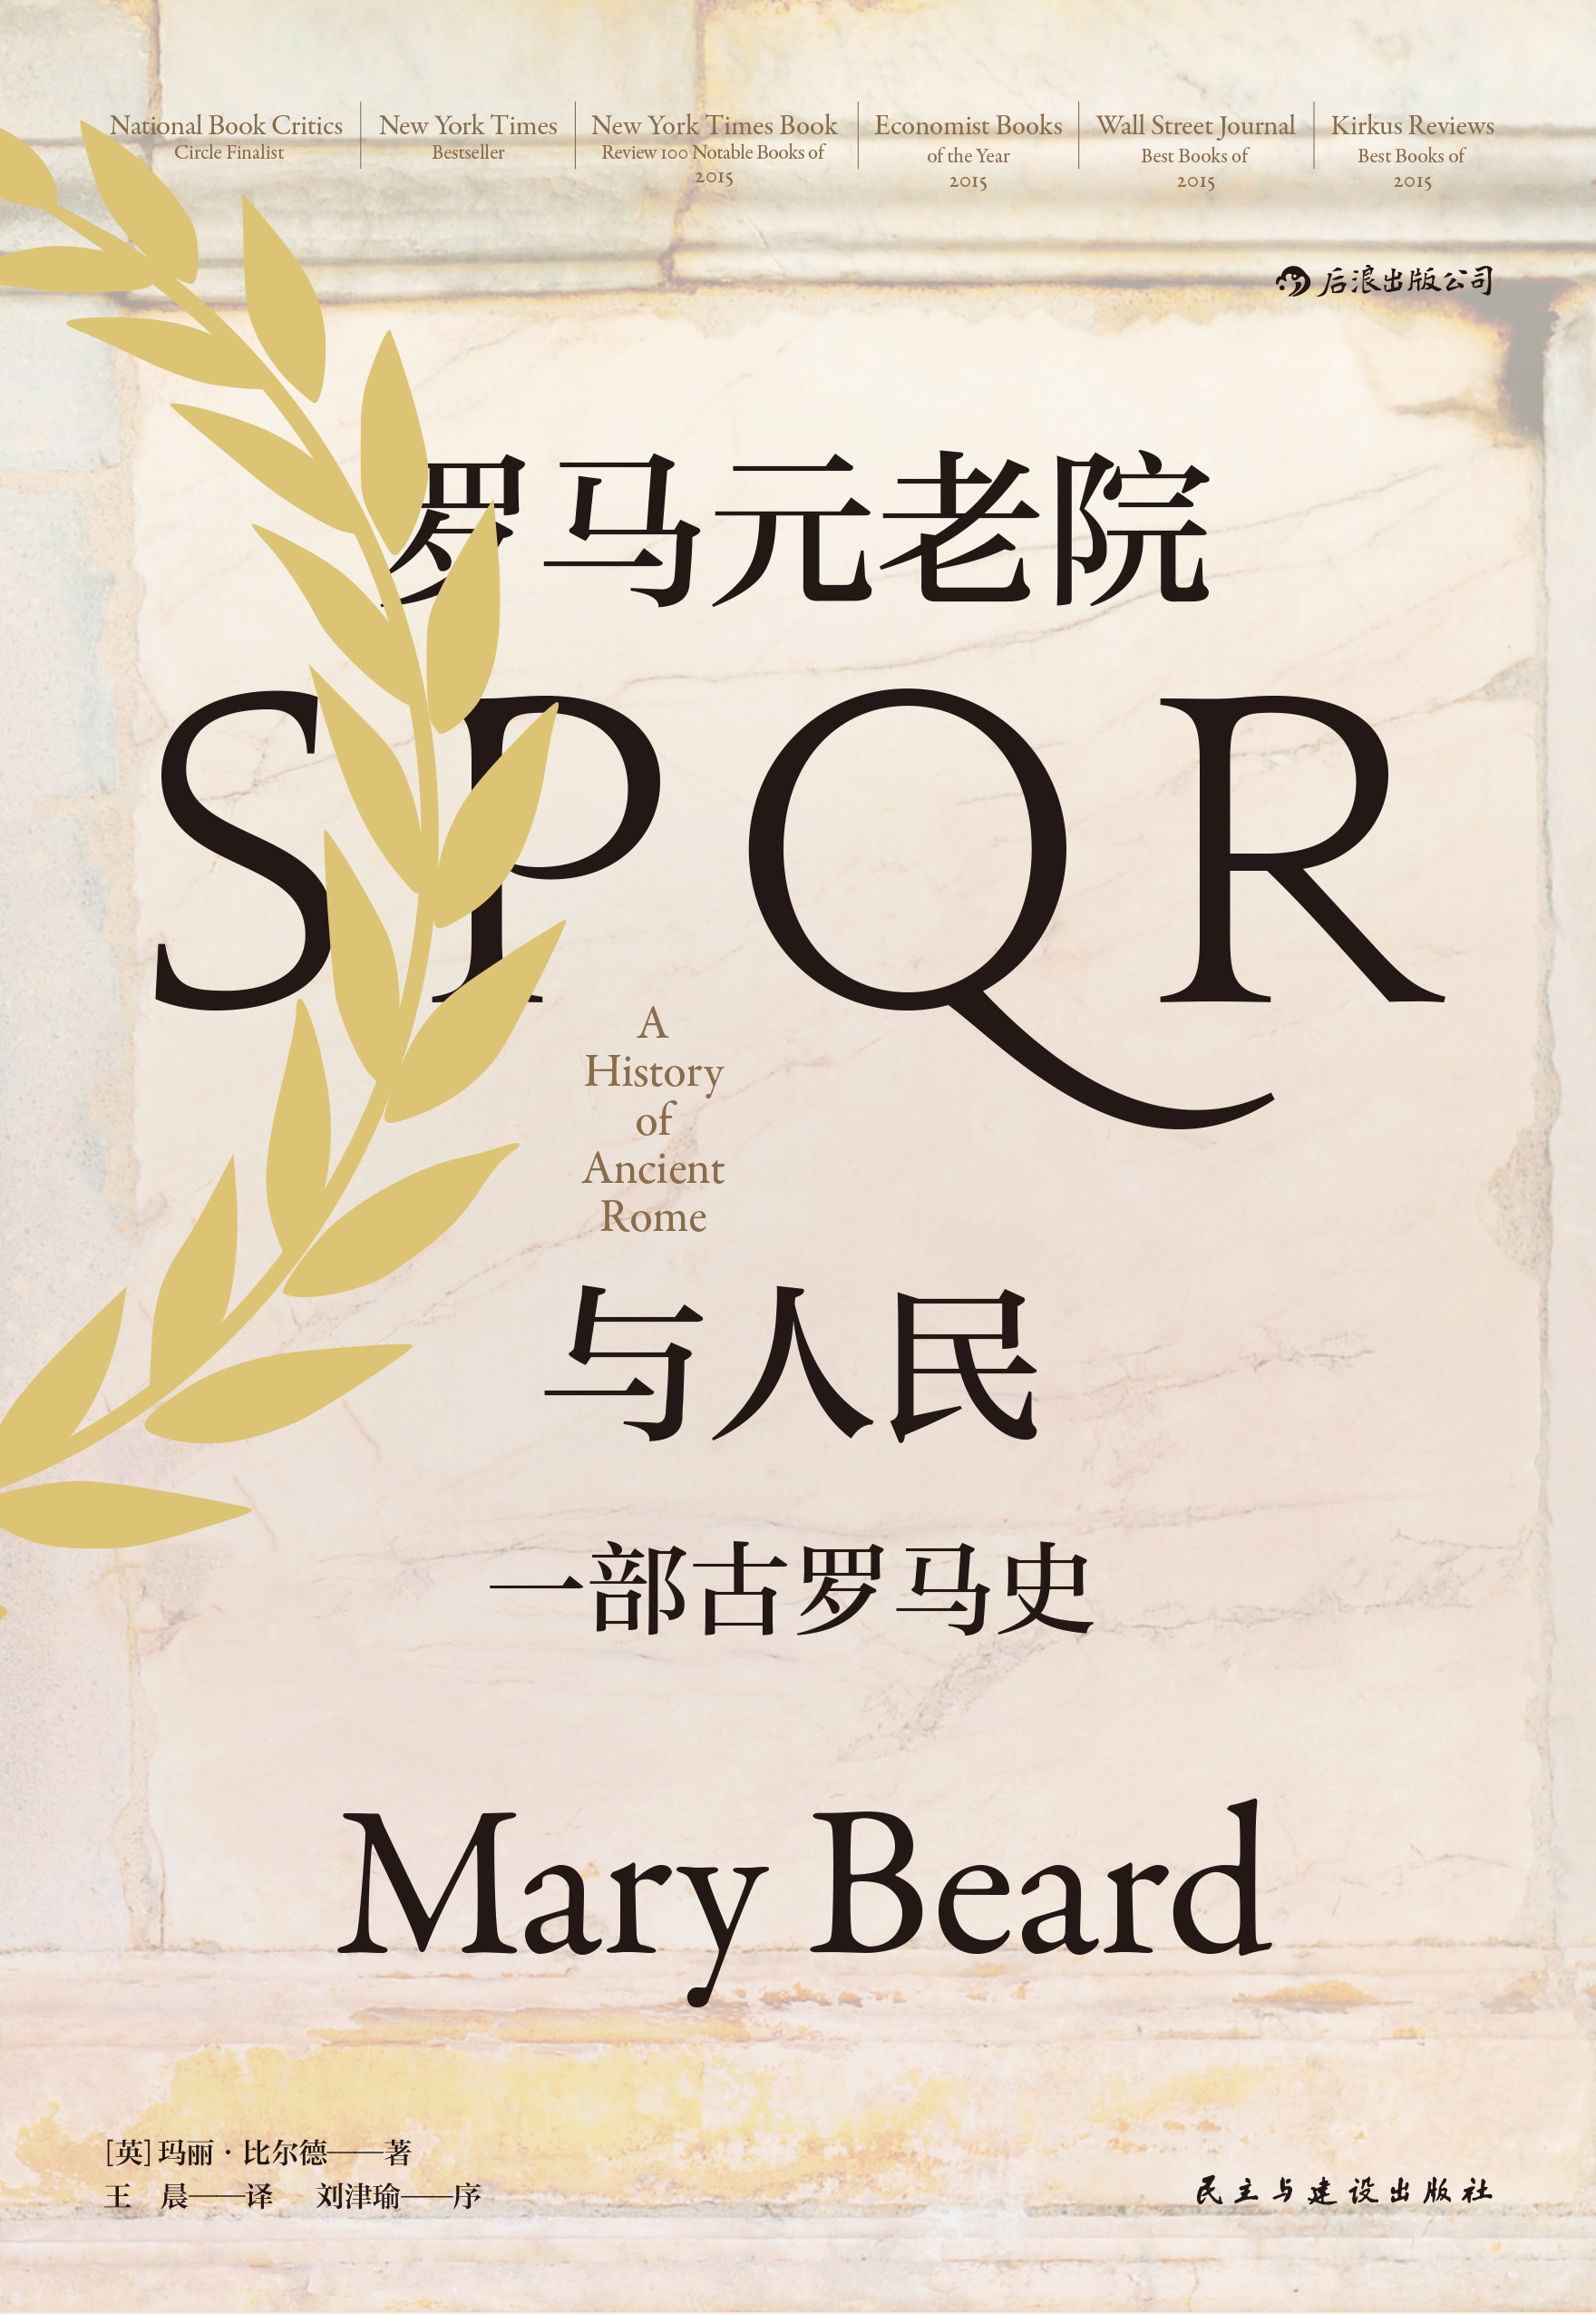 National Book Critics
Circle Finalist
New York Times
Bestseller
New York Times Book
Review 100 Notable Books of
2015
Economist Books
of the Year
2015
Wall Street Journal
Best Books of
2015
Kirkus Reviews
Best Books of
2015
后浪出版公司
罗马元老院
SPQR
A
History
of
Ancient
Rome
与人民
一部古罗马史
Mary Beard
[英]玛丽·比尔德——著
王 晨——译 刘津瑜——序
民主与建设出版社